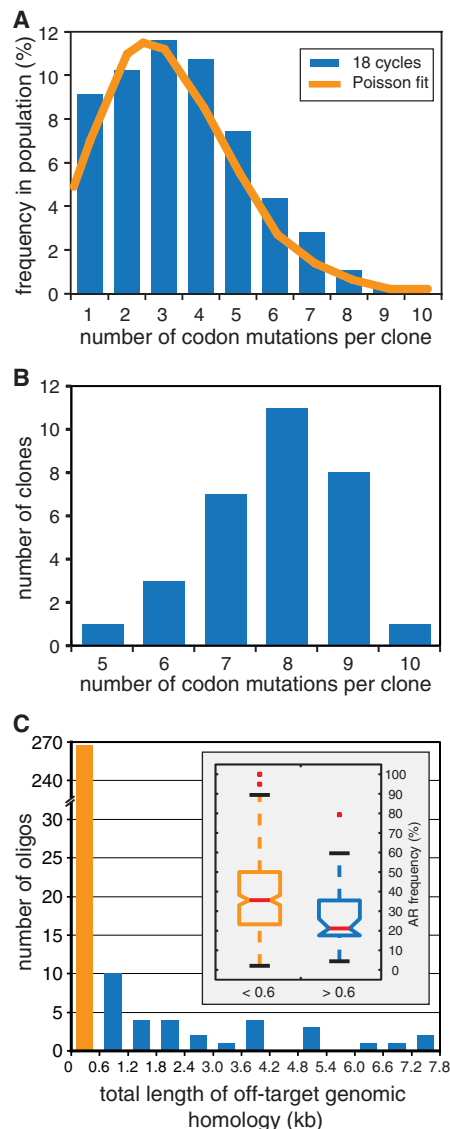 A
frequency in population (%)
12
10
8
6
4
2
0
18 cycles
Poisson fit
1 2 3 4 5 6 7 8 9 10
number of codon mutations per clone
B
number of clones
12
10
8
6
4
2
0
5 6 7 8 9 10
number of codon mutations per clone
C
number of oligos
270
240
30
25
20
15
10
5
0
100
90
80
70
60
50
40
30
20
10
0
AR frequency (%)
< 0.6 > 0.6
0 0.6 1.2 1.8 2.4 3.0 3.6 4.2 4.8 5.4 6.0 6.6 7.2 7.8
total length of off-target genomic
homology (kb)